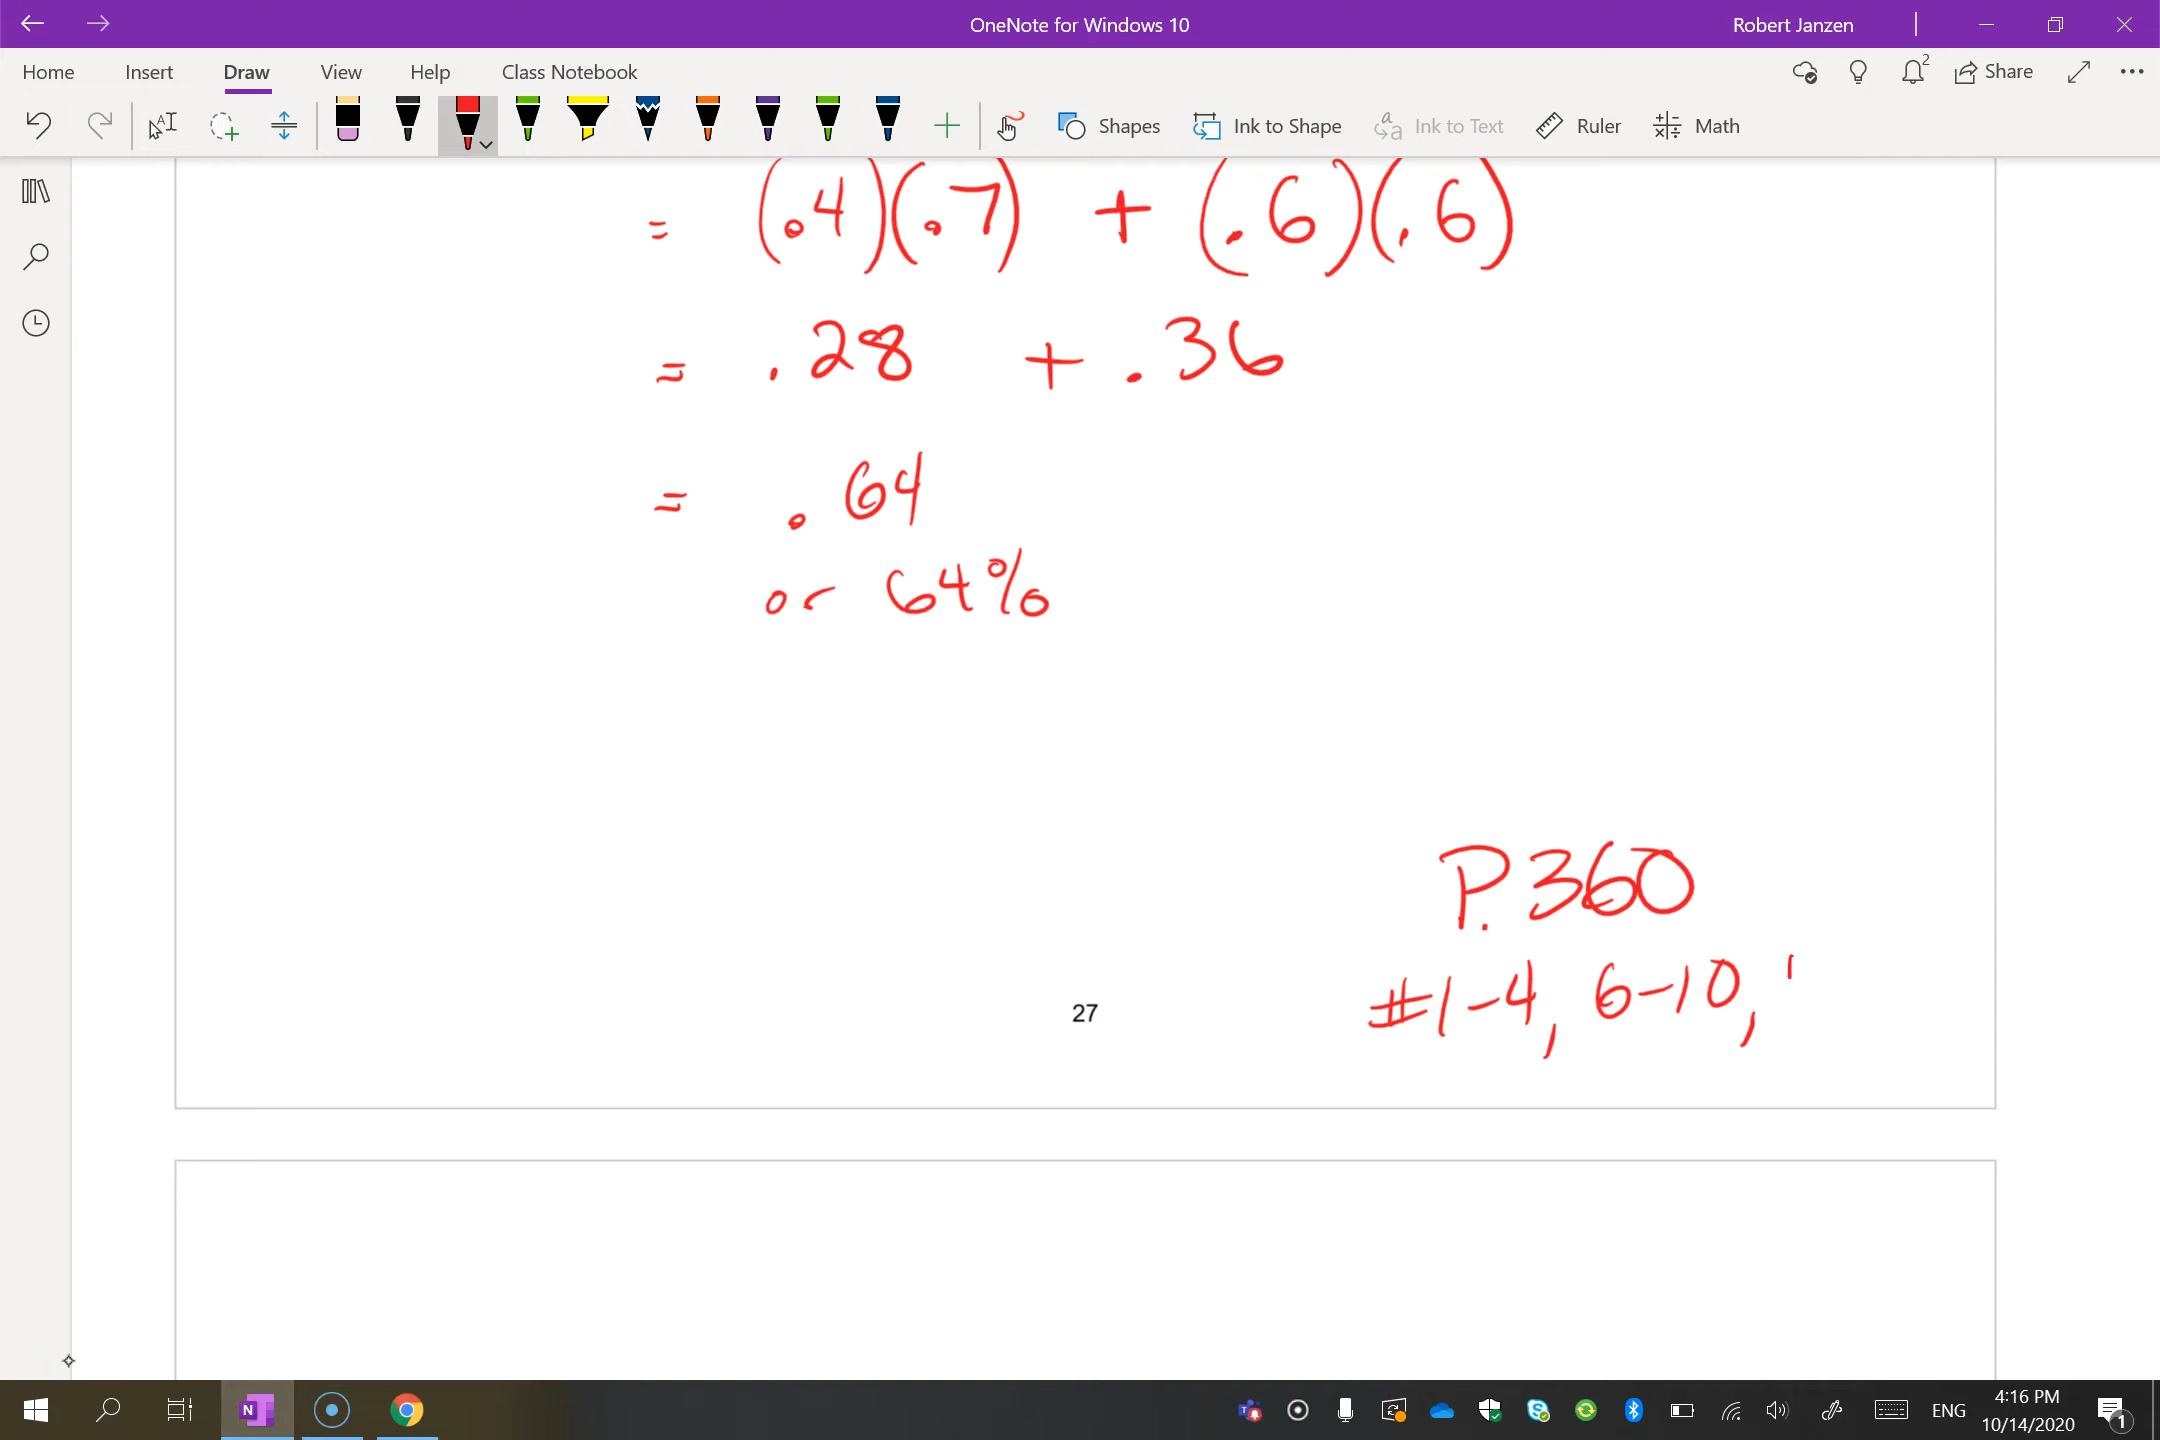 OneNote for Windows 10
Robert Janzen
Home Insert Draw View Help Class Notebook
2 Share
Shapes Ink to Shape Ink to Text Ruler Math
= (.4)(.7) + (.6)(.6)
= .28 + .36
= .64
or 64%
P.360
#1-4, 6-10,
27
ENG
4:16 PM
10/14/2020
1